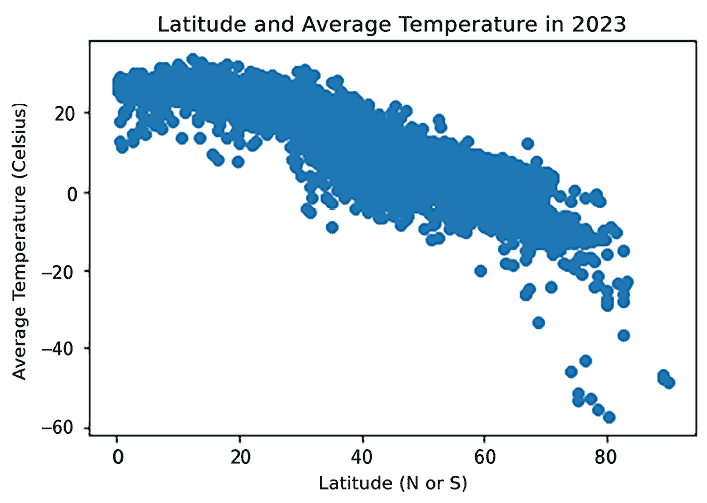 Latitude and Average Temperature in 2023
Average Temperature (Celsius)
20
0
−20
−40
−60
0 20 40 60 80
Latitude (N or S)